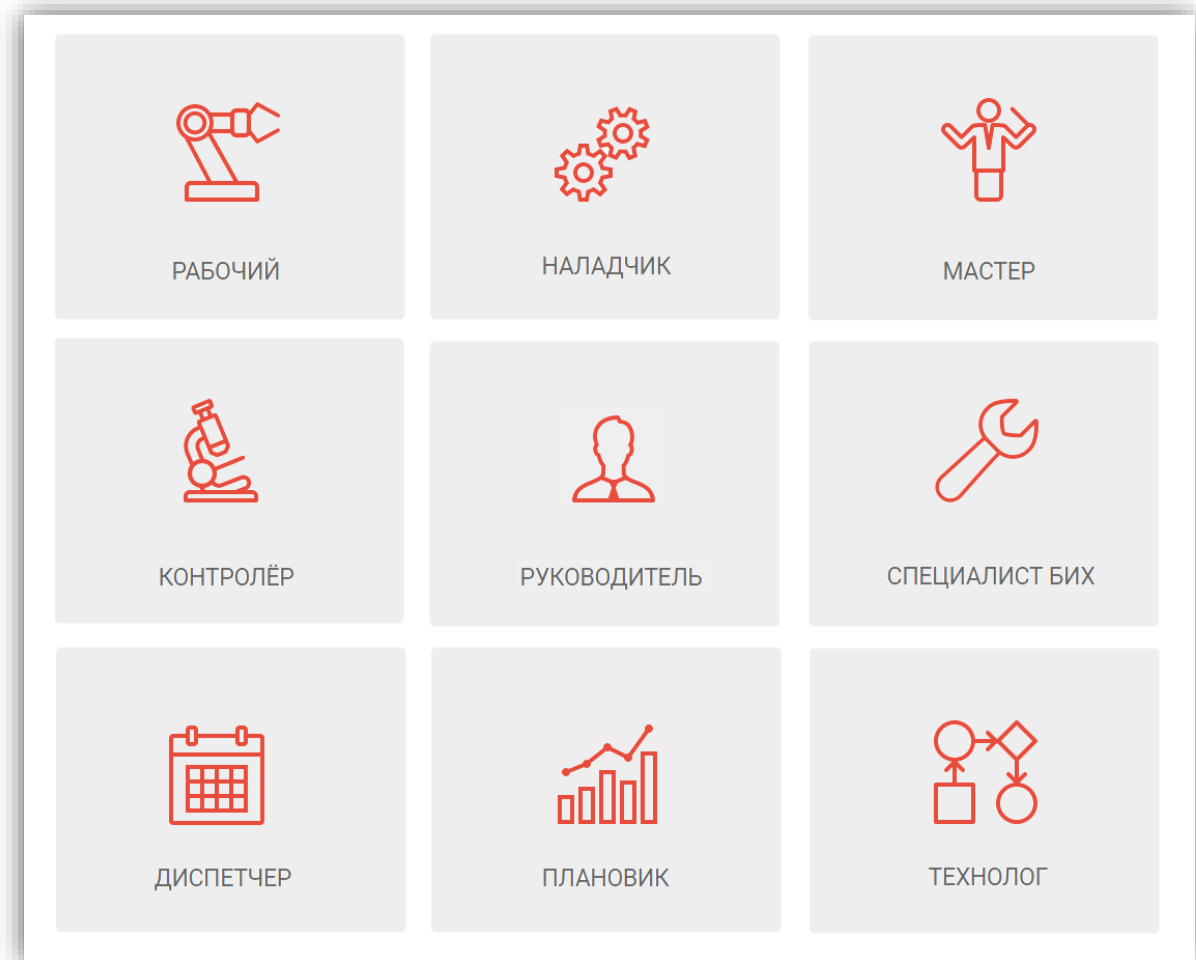 РАБОЧИЙ
НАЛАДЧИК
МАСТЕР
КОНТРОЛЁР
РУКОВОДИТЕЛЬ
СПЕЦИАЛИСТ БИХ
ДИСПЕТЧЕР
ПЛАНОВИК
ТЕХНОЛОГ